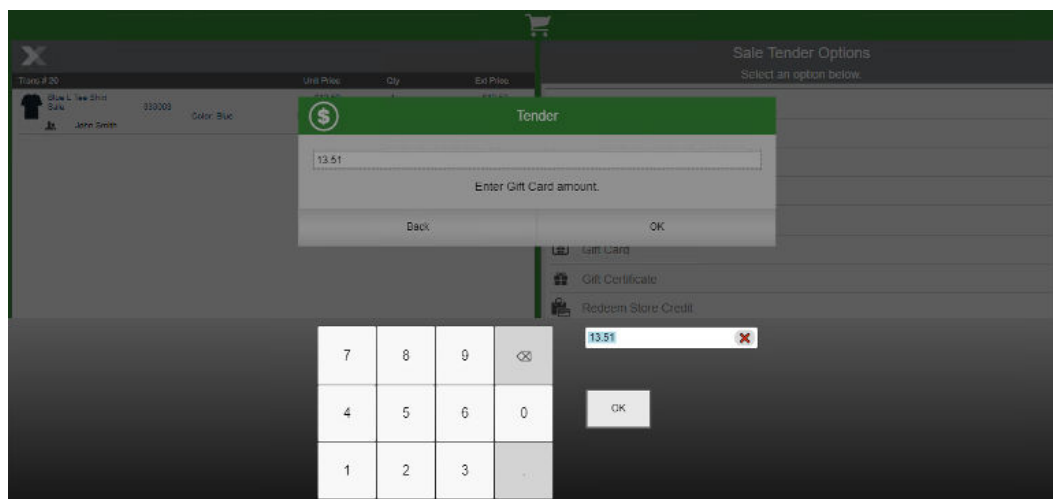 Sale Tender Options
Select an option below.
Trans # 20 Unit Price Qty Ext Price
Blue L Tee Shirt
Sale 333003 Color: Blue
John Smith
Tender
13.51
Enter Gift Card amount.
Back OK
Gift Card
Gift Certificate
Redeem Store Credit
13.51
7 8 9
OK
4 5 6 0
1 2 3 .